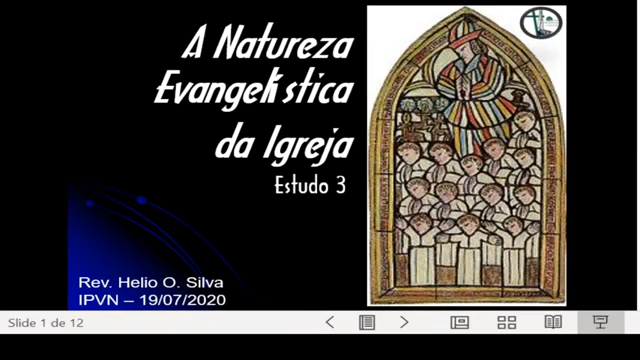 A Natureza
Evangelística
da Igreja
Estudo 3
Rev. Helio O. Silva
IPVN – 19/07/2020
Slide 1 de 12